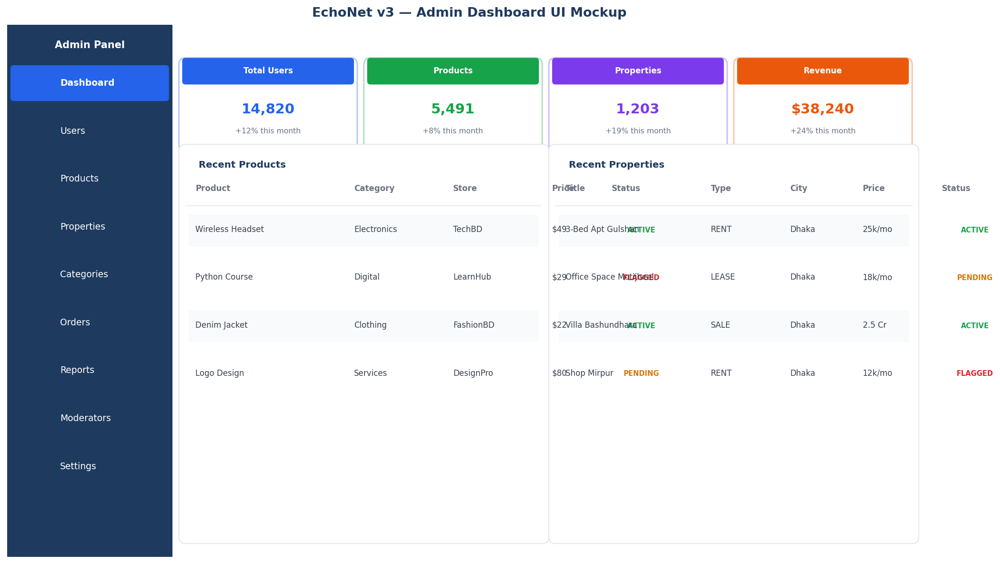 EchoNet v3 — Admin Dashboard UI Mockup
Admin Panel
Dashboard
Users
Products
Properties
Categories
Orders
Reports
Moderators
Settings
Total Users
14,820
+12% this month
Products
5,491
+8% this month
Properties
1,203
+19% this month
Revenue
$38,240
+24% this month
Recent Products
Product Category Store Price Status
Wireless Headset Electronics TechBD $49 ACTIVE
Python Course Digital LearnHub $29 FLAGGED
Denim Jacket Clothing FashionBD $22 ACTIVE
Logo Design Services DesignPro $80 PENDING
Recent Properties
Title Type City Price Status
3-Bed Apt Gulshan RENT Dhaka 25k/mo ACTIVE
Office Space Motijheel LEASE Dhaka 18k/mo PENDING
Villa Bashundhara SALE Dhaka 2.5 Cr ACTIVE
Shop Mirpur RENT Dhaka 12k/mo FLAGGED